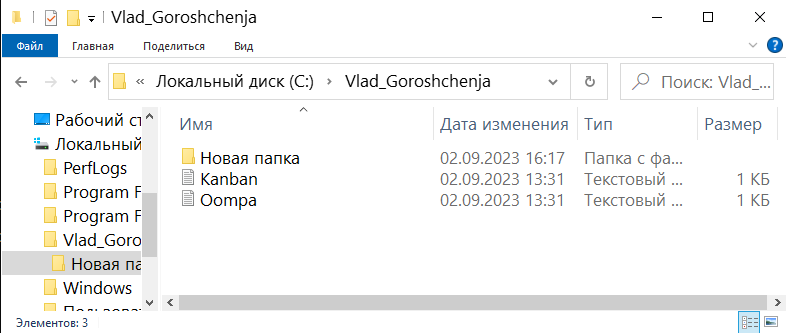 Vlad_Goroshchenja
Файл Главная Поделиться Вид
« Локальный диск (C:) Vlad_Goroshchenja Поиск: Vlad_...
Имя Дата изменения Тип Размер
Новая папка 02.09.2023 16:17 Папка с фа...
Kanban 02.09.2023 13:31 Текстовый ... 1 КБ
Oompa 02.09.2023 13:31 Текстовый ... 1 КБ
Рабочий ст
Локальный
PerfLogs
Program F
Program F
Vlad_Goro
Новая па
Windows
Пользоват
Элементов: 3